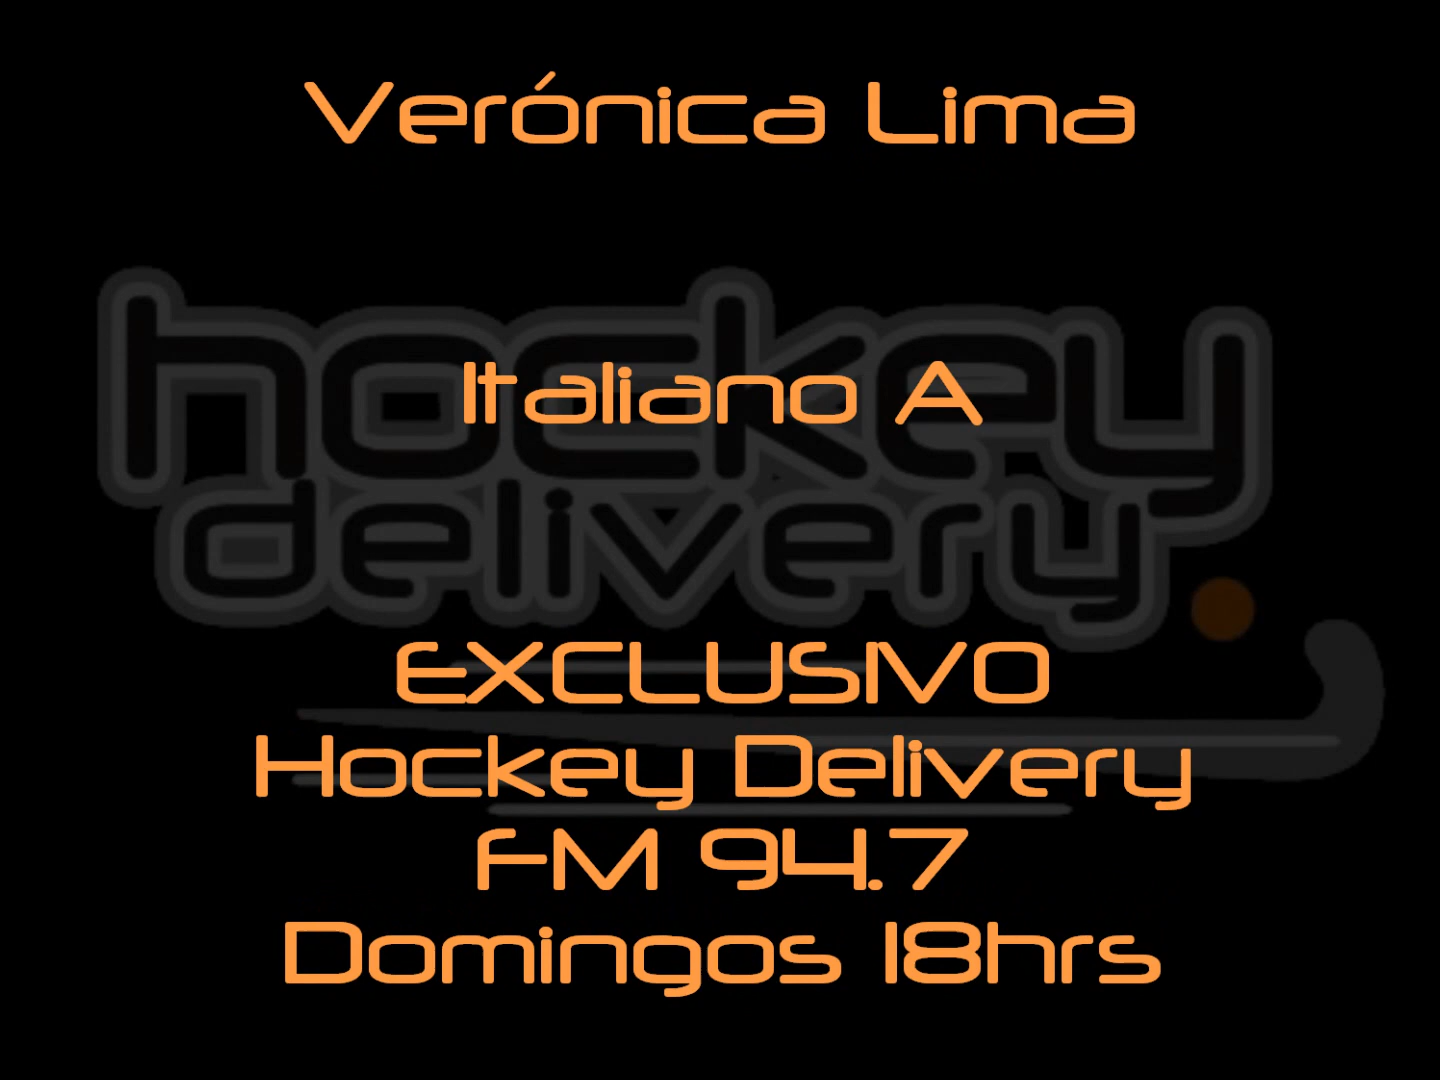 Verónica Lima
hockey
Italiano A
delivery
EXCLUSIVO
Hockey Delivery
FM 94.7
Domingos 18hrs